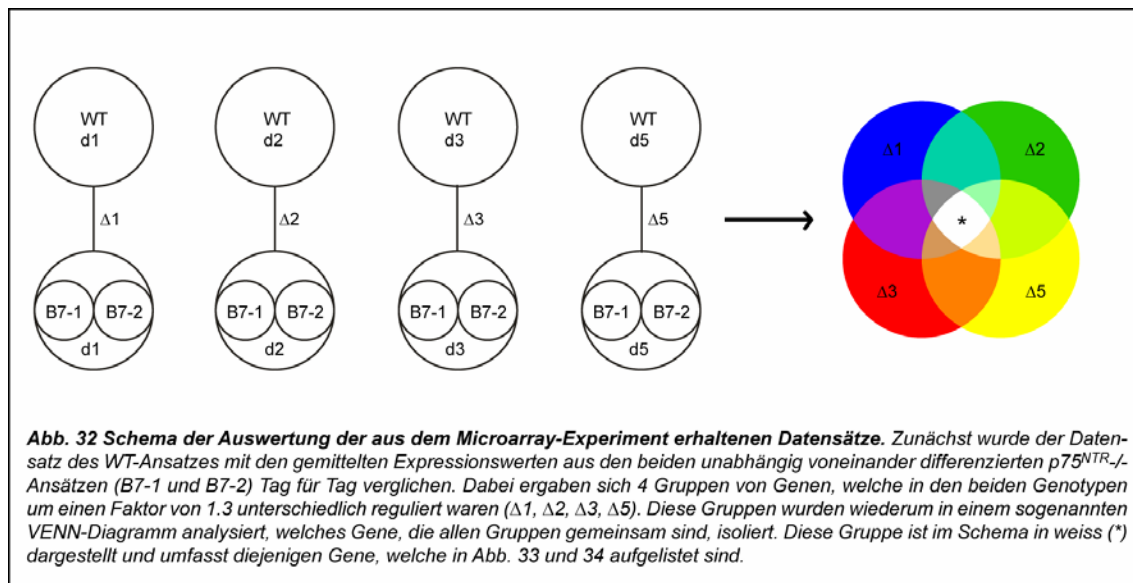 WT
d1
WT
d2
WT
d3
WT
d5
Δ1
Δ2
Δ3
Δ5
B7-1 B7-2
d1
B7-1 B7-2
d2
B7-1 B7-2
d3
B7-1 B7-2
d5
Δ1
Δ2
*
Δ3
Δ5
Abb. 32 Schema der Auswertung der aus dem Microarray-Experiment erhaltenen Datensätze. Zunächst wurde der Daten-
satz des WT-Ansatzes mit den gemittelten Expressionswerten aus den beiden unabhängig voneinander differenzierten p75NTR-/-
Ansätzen (B7-1 und B7-2) Tag für Tag verglichen. Dabei ergaben sich 4 Gruppen von Genen, welche in den beiden Genotypen
um einen Faktor von 1.3 unterschiedlich reguliert waren (Δ1, Δ2, Δ3, Δ5). Diese Gruppen wurden wiederum in einem sogenannten
VENN-Diagramm analysiert, welches Gene, die allen Gruppen gemeinsam sind, isoliert. Diese Gruppe ist im Schema in weiss (*)
dargestellt und umfasst diejenigen Gene, welche in Abb. 33 und 34 aufgelistet sind.